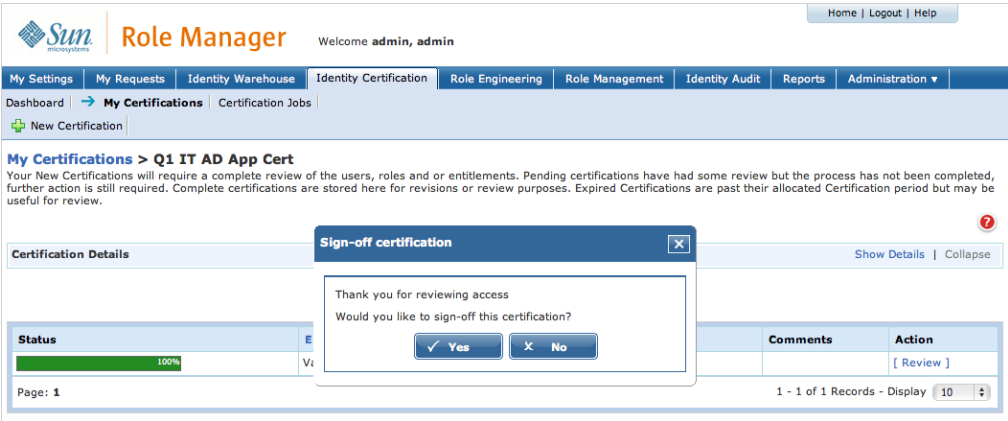 Home | Logout | Help
Sun
microsystems
Role Manager
Welcome admin, admin
My Settings
My Requests
Identity Warehouse
Identity Certification
Role Engineering
Role Management
Identity Audit
Reports
Administration ▼
Dashboard
→ My Certifications
Certification Jobs
New Certification
My Certifications > Q1 IT AD App Cert
Your New Certifications will require a complete review of the users, roles and or entitlements. Pending certifications have had some review but the process has not been completed,
further action is still required. Complete certifications are stored here for revisions or review purposes. Expired Certifications are past their allocated Certification period but may be
useful for review.
?
Certification Details
Show Details | Collapse
Sign-off certification
X
Thank you for reviewing access
Would you like to sign-off this certification?
✓ Yes
X No
Status
E
Comments
Action
100%
Va
[ Review ]
Page: 1
1 - 1 of 1 Records - Display 10